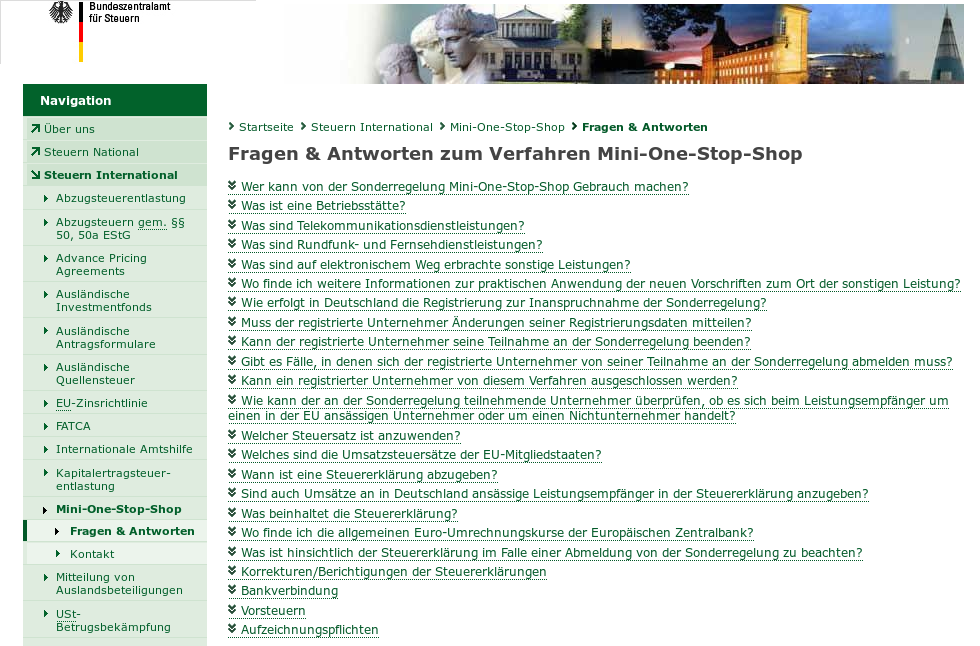 Bundeszentralamt
für Steuern
Navigation
Über uns
Steuern National
Steuern International
Abzugsteuerentlastung
Abzugsteuern gem. §§
50, 50a EStG
Advance Pricing
Agreements
Ausländische
Investmentfonds
Ausländische
Antragsformulare
Ausländische
Quellensteuer
EU-Zinsrichtlinie
FATCA
Internationale Amtshilfe
Kapitalertragsteuer-
entlastung
Mini-One-Stop-Shop
Fragen & Antworten
Kontakt
Mitteilung von
Auslandsbeteiligungen
USt-
Betrugsbekämpfung
Startseite Steuern International Mini-One-Stop-Shop Fragen & Antworten
Fragen & Antworten zum Verfahren Mini-One-Stop-Shop
Wer kann von der Sonderregelung Mini-One-Stop-Shop Gebrauch machen?
Was ist eine Betriebsstätte?
Was sind Telekommunikationsdienstleistungen?
Was sind Rundfunk- und Fernsehdienstleistungen?
Was sind auf elektronischem Weg erbrachte sonstige Leistungen?
Wo finde ich weitere Informationen zur praktischen Anwendung der neuen Vorschriften zum Ort der sonstigen Leistung?
Wie erfolgt in Deutschland die Registrierung zur Inanspruchnahme der Sonderregelung?
Muss der registrierte Unternehmer Änderungen seiner Registrierungsdaten mitteilen?
Kann der registrierte Unternehmer seine Teilnahme an der Sonderregelung beenden?
Gibt es Fälle, in denen sich der registrierte Unternehmer von seiner Teilnahme an der Sonderregelung abmelden muss?
Kann ein registrierter Unternehmer von diesem Verfahren ausgeschlossen werden?
Wie kann der an der Sonderregelung teilnehmende Unternehmer überprüfen, ob es sich beim Leistungsempfänger um
einen in der EU ansässigen Unternehmer oder um einen Nichtunternehmer handelt?
Welcher Steuersatz ist anzuwenden?
Welches sind die Umsatzsteuersätze der EU-Mitgliedstaaten?
Wann ist eine Steuererklärung abzugeben?
Sind auch Umsätze an in Deutschland ansässige Leistungsempfänger in der Steuererklärung anzugeben?
Was beinhaltet die Steuererklärung?
Wo finde ich die allgemeinen Euro-Umrechnungskurse der Europäischen Zentralbank?
Was ist hinsichtlich der Steuererklärung im Falle einer Abmeldung von der Sonderregelung zu beachten?
Korrekturen/Berichtigungen der Steuererklärungen
Bankverbindung
Vorsteuern
Aufzeichnungspflichten